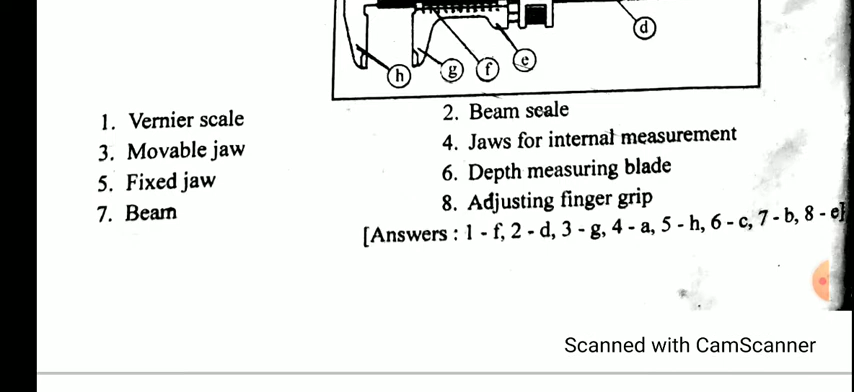 d
h g f e
1. Vernier scale
2. Beam seale
3. Movable jaw
4. Jaws for internal measurement
5. Fixed jaw
6. Depth measuring blade
7. Beam
8. Adjusting finger grip
[Answers : 1 - f, 2 - d, 3 - g, 4 - a, 5 - h, 6 - c, 7 - b, 8 - e]
Scanned with CamScanner